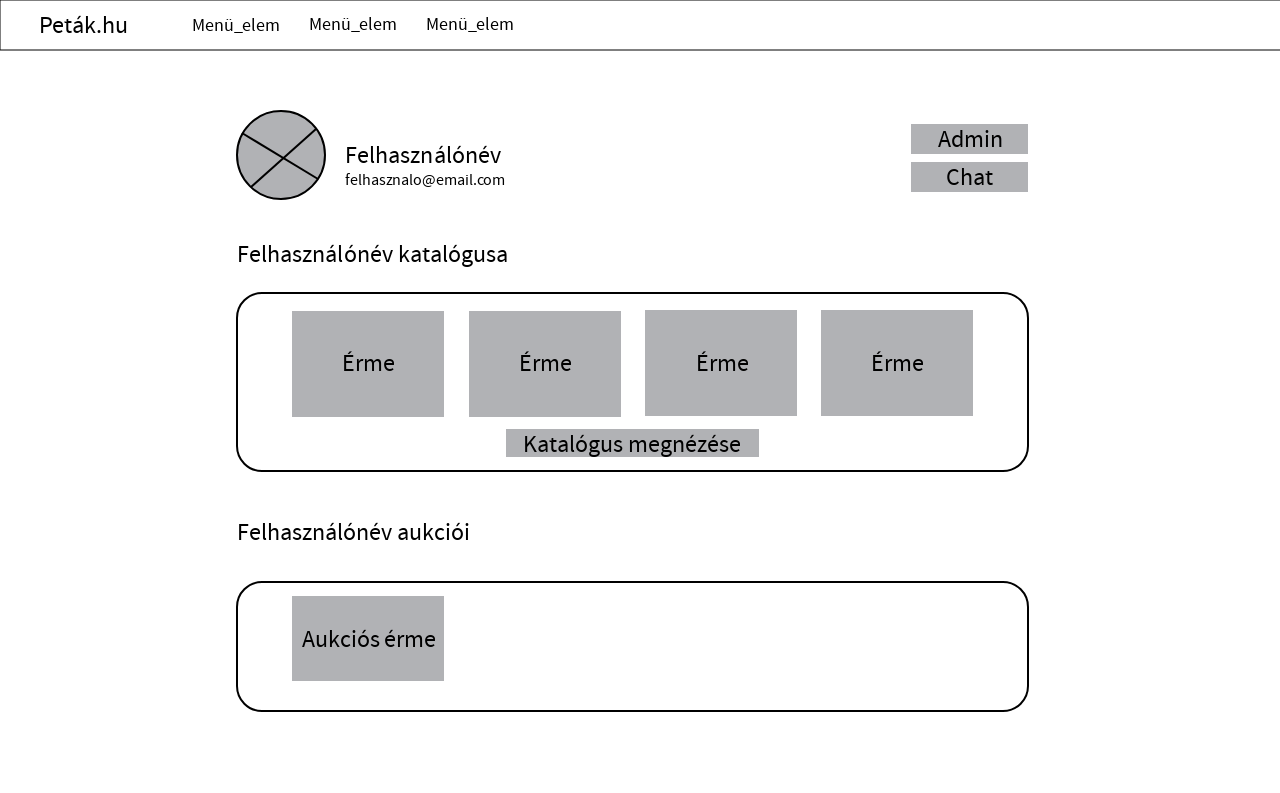 Peták.hu
Menü_elem
Menü_elem
Menü_elem
Felhasználónév
felhasznalo@email.com
Admin
Chat
Felhasználónév katalógusa
Érme
Érme
Érme
Érme
Katalógus megnézése
Felhasználónév aukciói
Aukciós érme